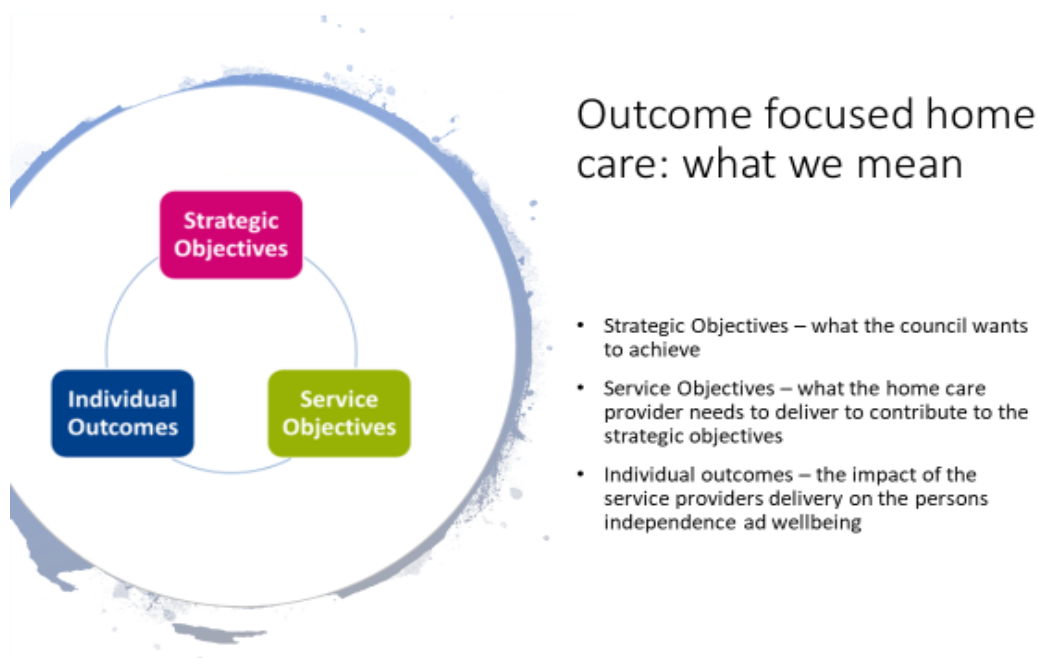 Outcome focused home
care: what we mean
Strategic
Objectives
Individual
Outcomes
Service
Objectives
• Strategic Objectives – what the council wants
to achieve
• Service Objectives – what the home care
provider needs to deliver to contribute to the
strategic objectives
• Individual outcomes – the impact of the
service providers delivery on the persons
independence ad wellbeing